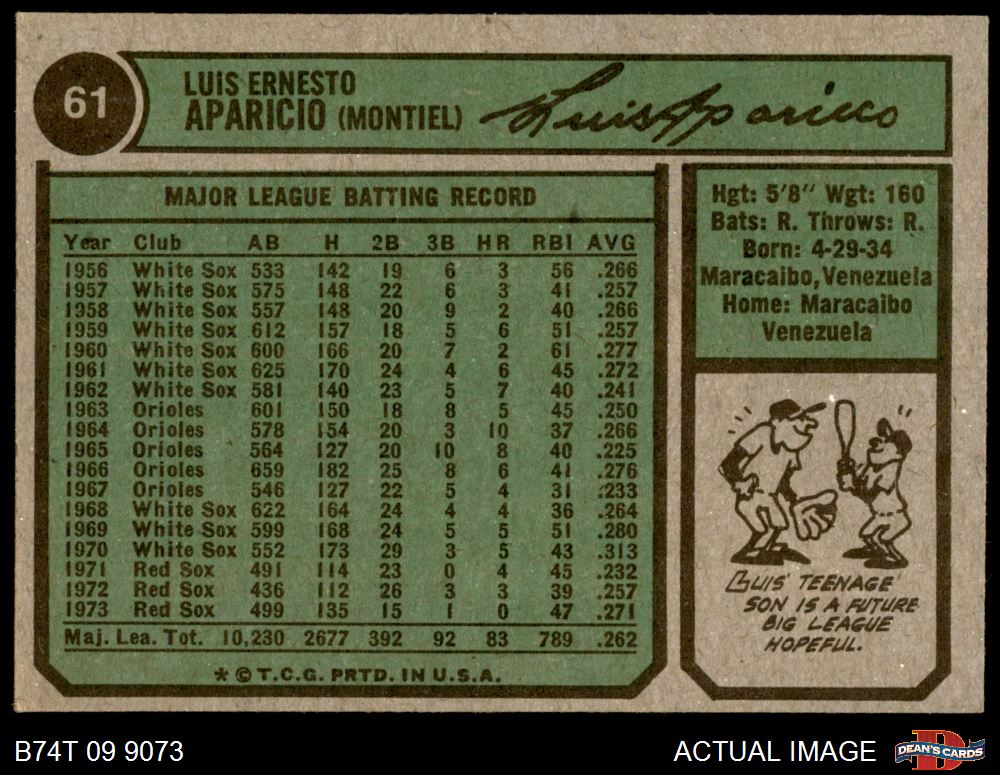 61
LUIS ERNESTO
APARICIO (MONTIEL)
Luis Aparicio
MAJOR LEAGUE BATTING RECORD
Year Club AB H 2B 3B HR RBI AVG
1956 White Sox 533 142 19 6 3 56 .266
1957 White Sox 575 148 22 6 3 41 .257
1958 White Sox 557 148 20 9 2 40 .266
1959 White Sox 612 157 18 5 6 51 .257
1960 White Sox 600 166 20 7 2 61 .277
1961 White Sox 625 170 24 4 6 45 .272
1962 White Sox 581 140 23 5 7 40 .241
1963 Orioles 601 150 18 8 5 45 .250
1964 Orioles 578 154 20 3 10 37 .266
1965 Orioles 564 127 20 10 8 40 .225
1966 Orioles 659 182 25 8 6 41 .276
1967 Orioles 546 127 22 5 4 31 .233
1968 White Sox 622 164 24 4 4 36 .264
1969 White Sox 599 168 24 5 5 51 .280
1970 White Sox 552 173 29 3 5 43 .313
1971 Red Sox 491 114 23 0 4 45 .232
1972 Red Sox 436 112 26 3 3 39 .257
1973 Red Sox 499 135 15 1 0 47 .271
Maj. Lea. Tot. 10,230 2677 392 92 83 789 .262
* © T.C.G. PRTD. IN U.S.A.
Hgt: 5'8" Wgt: 160
Bats: R. Throws: R.
Born: 4-29-34
Maracaibo, Venezuela
Home: Maracaibo
Venezuela
LUIS' TEENAGE
SON IS A FUTURE
BIG LEAGUE
HOPEFUL.
B74T 09 9073
ACTUAL IMAGE
DEAN'S CARDS